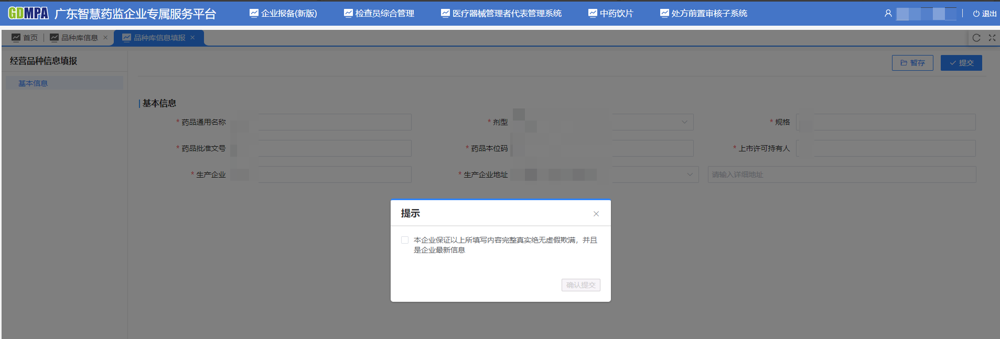 GDMPA 广东智慧药监企业专属服务平台 企业报备(新版) 检查员综合管理 医疗器械管理者代表管理系统 中药饮片 处方前置审核子系统 退出
首页 品种库信息 × 品种库信息填报 ×
经营品种信息填报 暂存 提交
基本信息
基本信息
* 药品通用名称 * 剂型 * 规格
* 药品批准文号 * 药品本位码 * 上市许可持有人
* 生产企业 * 生产企业地址 请输入详细地址
提示
本企业保证以上所填写内容完整真实绝无虚假欺满，并且
是企业最新信息
确认提交